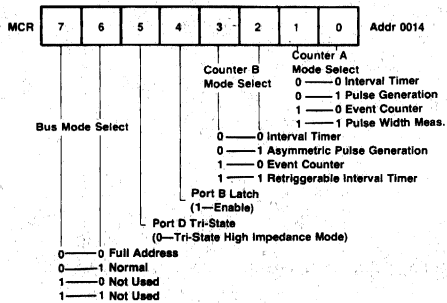 MCR 7 6 5 4 3 2 1 0 Addr 0014
Counter A
Mode Select
Counter B
Mode Select
0 0 Interval Timer
0 1 Pulse Generation
1 0 Event Counter
1 1 Pulse Width Meas.
Bus Mode Select
0 0 Interval Timer
0 1 Asymmetric Pulse Generation
1 0 Event Counter
1 1 Retriggerable Interval Timer
Port B Latch
(1—Enable)
Port D Tri-State
(0—Tri-State High Impedance Mode)
0 0 Full Address
0 1 Normal
1 0 Not Used
1 1 Not Used